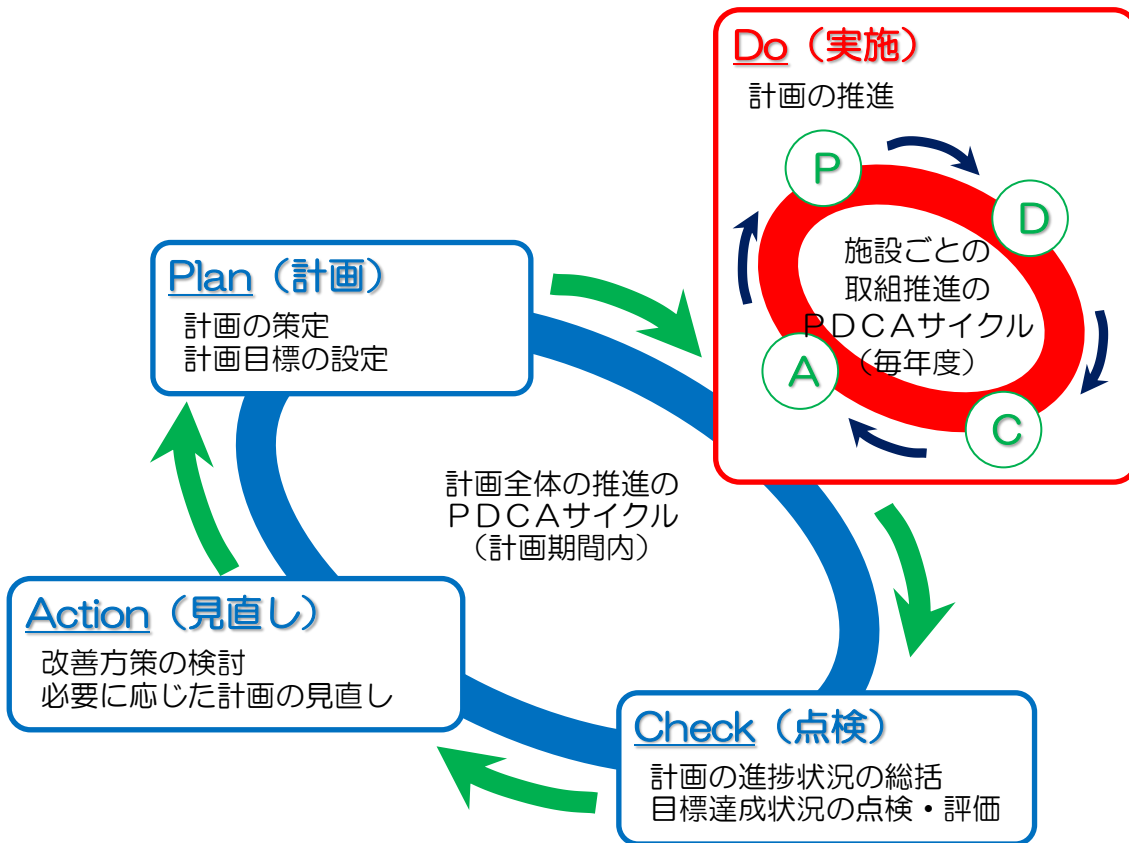 Do（実施）
計画の推進
P
D
施設ごとの
取組推進の
ＰＤＣＡサイクル
（毎年度）
A
C
Plan（計画）
計画の策定
計画目標の設定
計画全体の推進の
ＰＤＣＡサイクル
（計画期間内）
Action（見直し）
改善方策の検討
必要に応じた計画の見直し
Check（点検）
計画の進捗状況の総括
目標達成状況の点検・評価